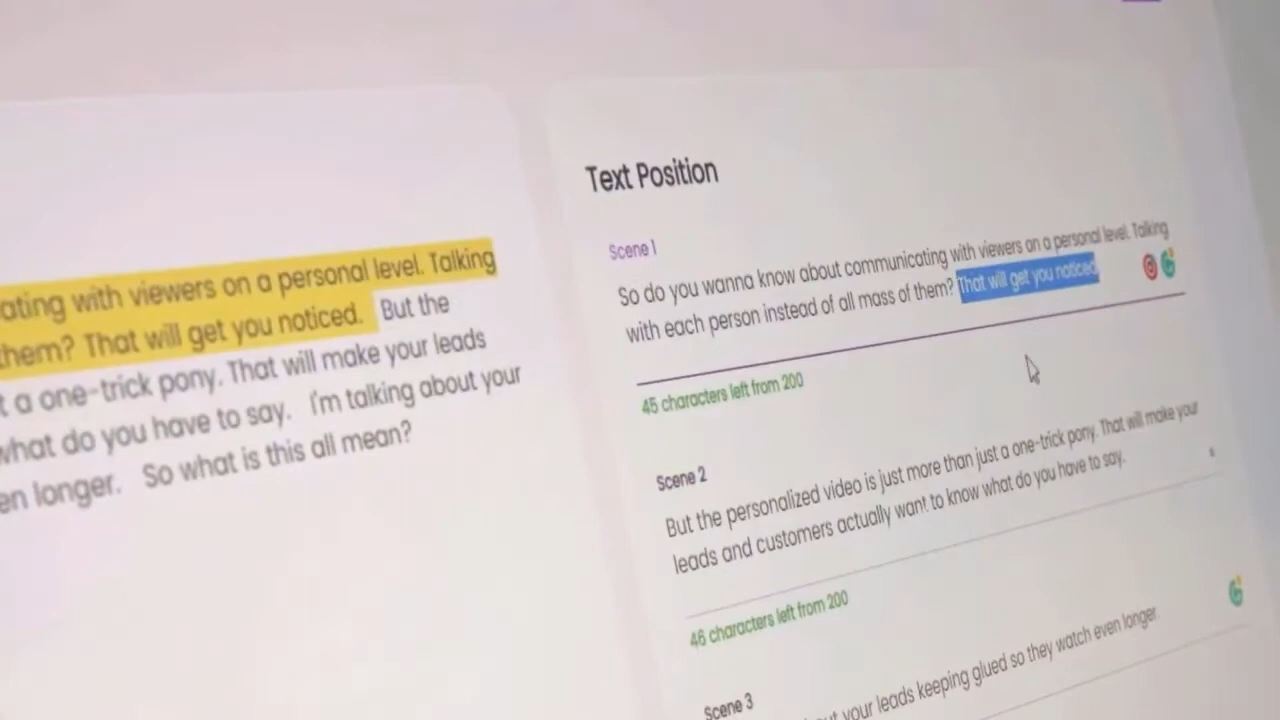 ating with viewers on a personal level. Talking
them? That will get you noticed. But the
t a one-trick pony. That will make your leads
what do you have to say. I'm talking about your
en longer. So what is this all mean?
Text Position
Scene 1
So do you wanna know about communicating with viewers on a personal level. Talking
with each person instead of all mass of them? That will get you noticed.
45 characters left from 200
Scene 2
But the personalized video is just more than just a one-trick pony. That will make your
leads and customers actually want to know what do you have to say.
46 characters left from 200
Scene 3
your leads keeping glued so they watch even longer.